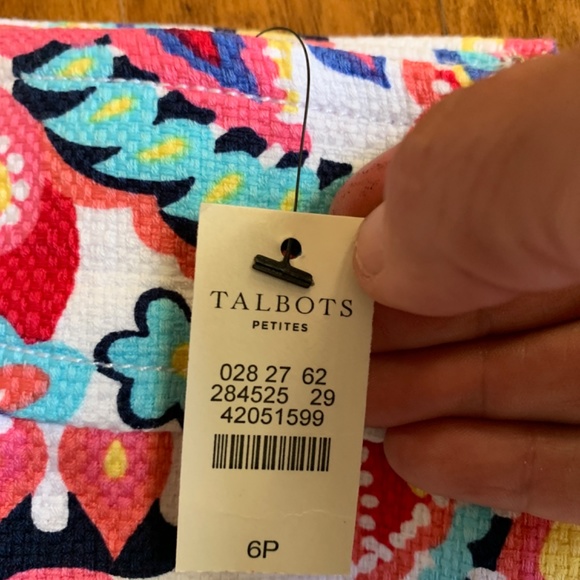 TALBOTS
PETITES
028 27 62
284525 29
42051599
6P